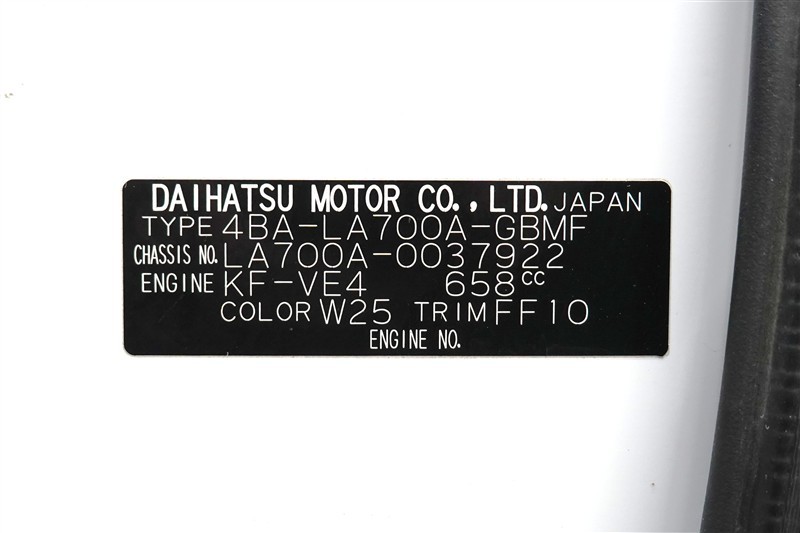 DAIHATSU MOTOR CO., LTD. JAPAN
TYPE 4BA-LA700A-GBMF
CHASSIS NO. LA700A-0037922
ENGINE KF-VE4 658cc
COLOR W25 TRIM FF10
ENGINE NO.